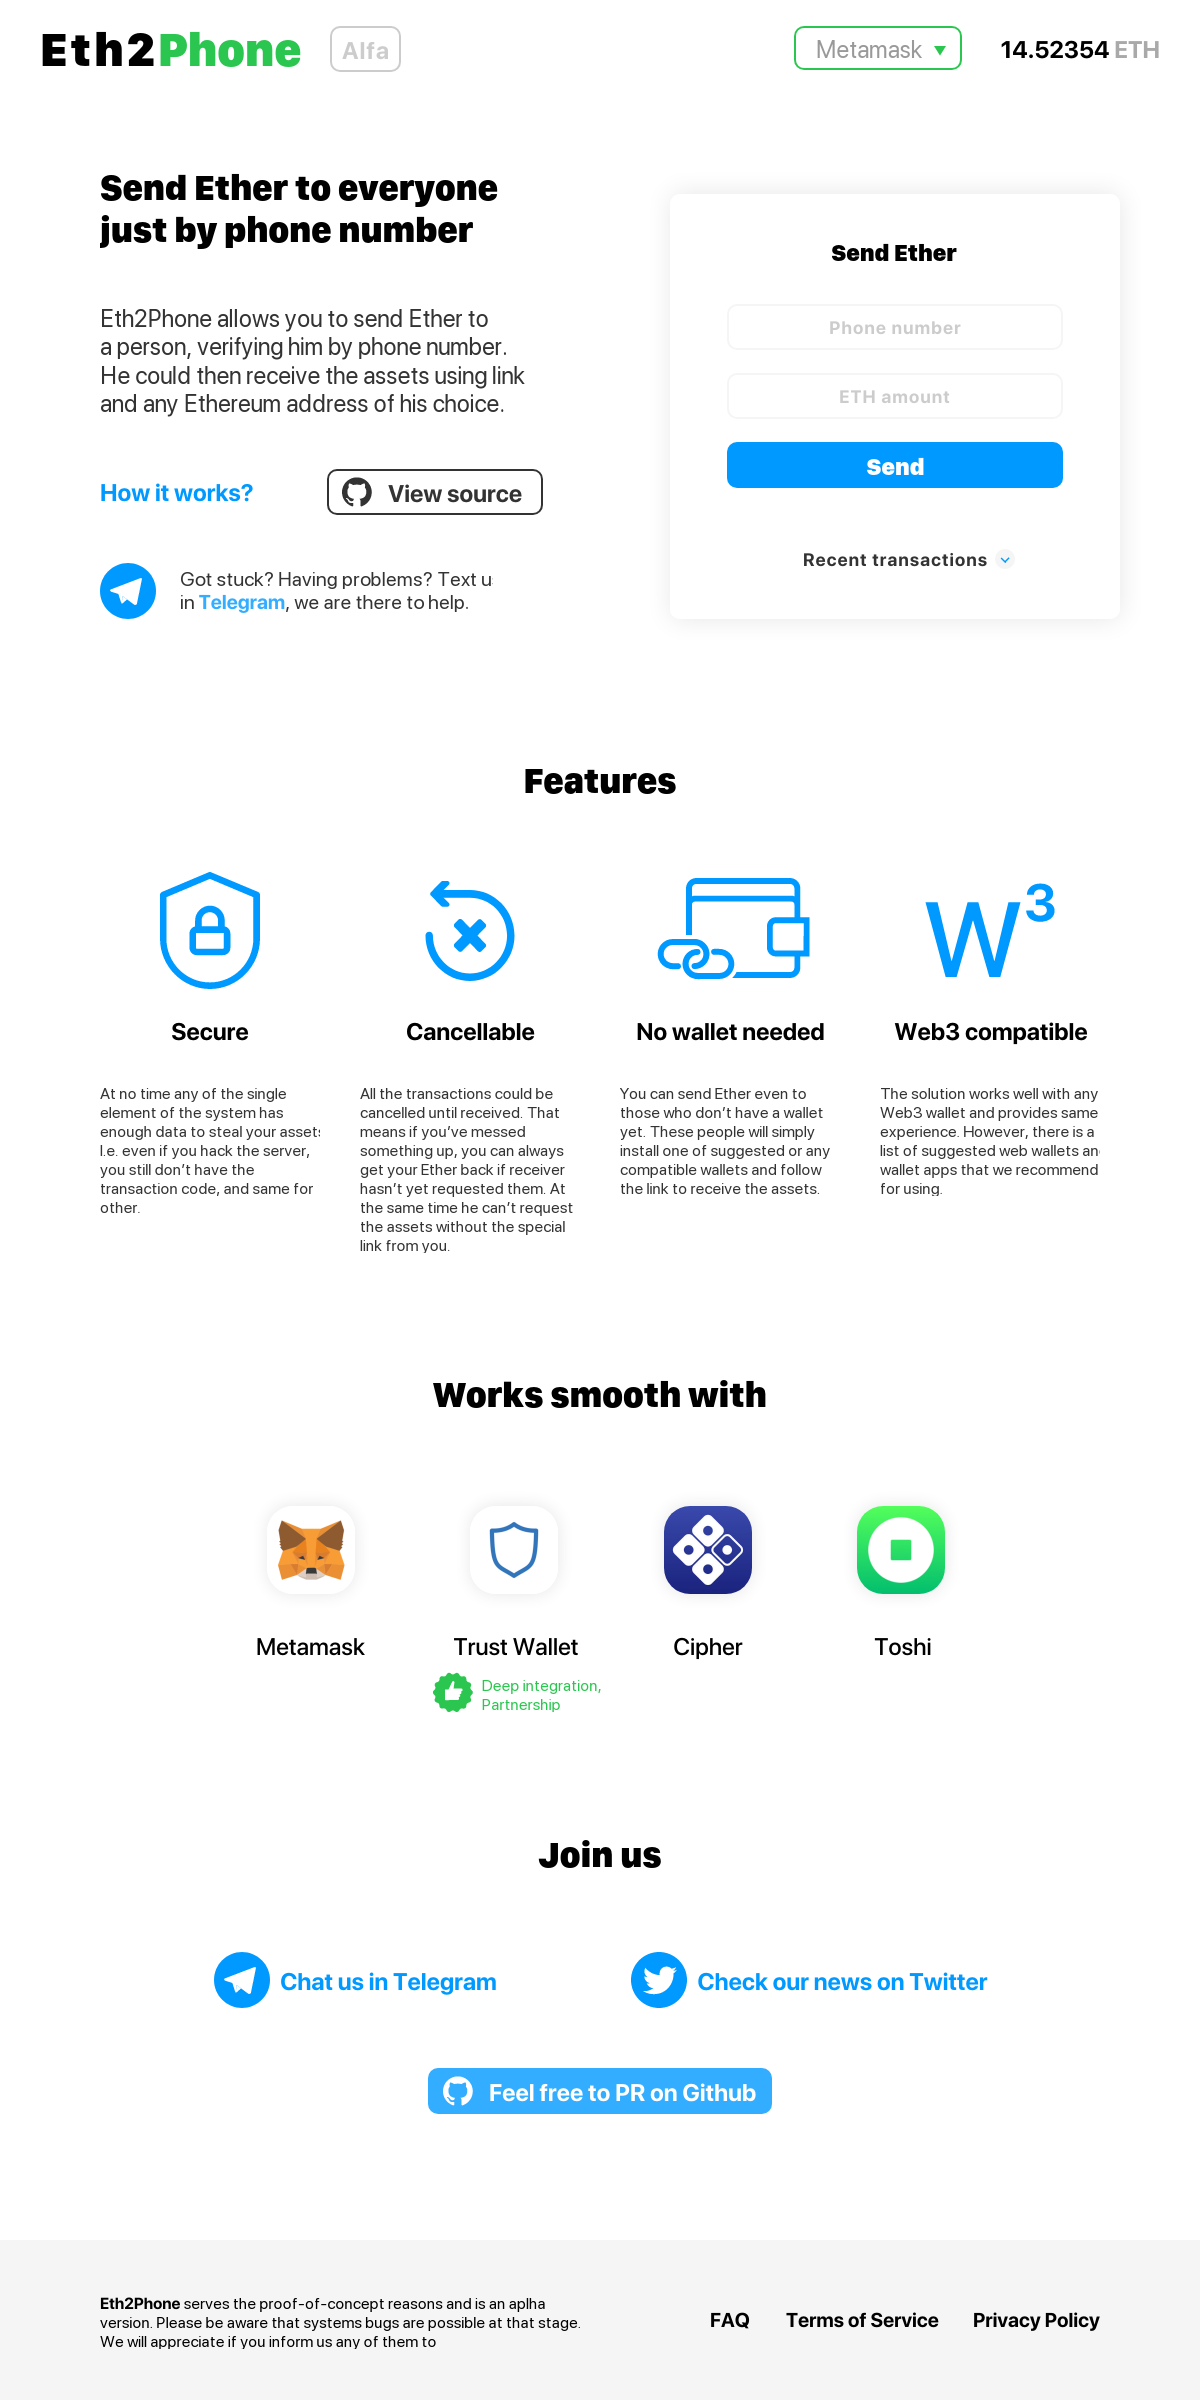 Eth2Phone
Alfa
Metamask
14.52354 ETH
Send Ether to everyone
just by phone number
Eth2Phone allows you to send Ether to
a person, verifying him by phone number.
He could then receive the assets using link
and any Ethereum address of his choice.
How it works?
View source
Got stuck? Having problems? Text u
in Telegram, we are there to help.
Send Ether
Phone number
ETH amount
Send
Recent transactions
Features
W3
Secure
At no time any of the single
element of the system has
enough data to steal your assets
I.e. even if you hack the server,
you still don’t have the
transaction code, and same for
other.
Cancellable
All the transactions could be
cancelled until received. That
means if you’ve messed
something up, you can always
get your Ether back if receiver
hasn’t yet requested them. At
the same time he can’t request
the assets without the special
link from you.
No wallet needed
You can send Ether even to
those who don’t have a wallet
yet. These people will simply
install one of suggested or any
compatible wallets and follow
the link to receive the assets.
Web3 compatible
The solution works well with any
Web3 wallet and provides same
experience. However, there is a
list of suggested web wallets and
wallet apps that we recommend
for using.
Works smooth with
Metamask
Trust Wallet
Deep integration,
Partnership
Cipher
Toshi
Join us
Chat us in Telegram
Check our news on Twitter
Feel free to PR on Github
Eth2Phone serves the proof-of-concept reasons and is an aplha
version. Please be aware that systems bugs are possible at that stage.
We will appreciate if you inform us any of them to
FAQ
Terms of Service
Privacy Policy